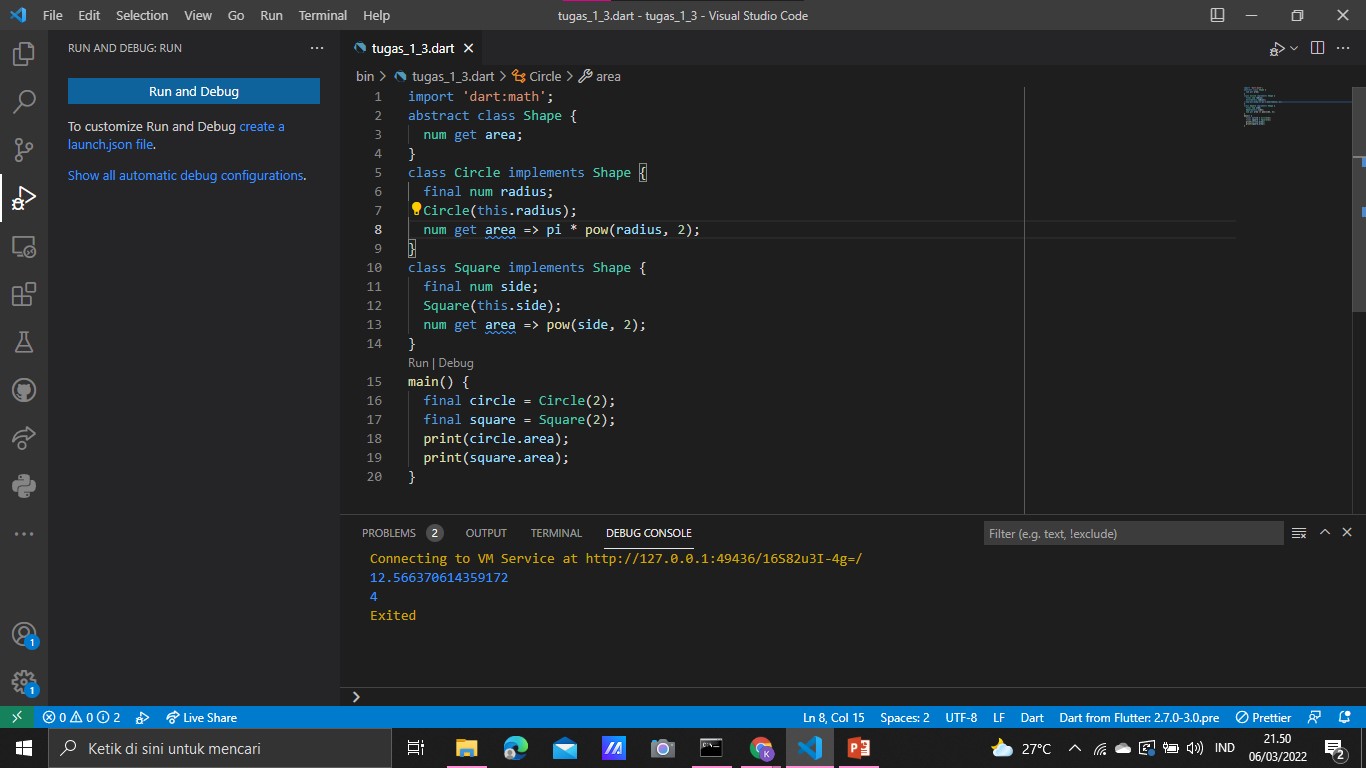 File Edit Selection View Go Run Terminal Help
tugas_1_3.dart - tugas_1_3 - Visual Studio Code
RUN AND DEBUG: RUN
Run and Debug
To customize Run and Debug create a
launch.json file.
Show all automatic debug configurations.
tugas_1_3.dart
bin > tugas_1_3.dart > Circle > area
1 import 'dart:math';
2 abstract class Shape {
3 num get area;
4 }
5 class Circle implements Shape {
6 final num radius;
7 Circle(this.radius);
8 num get area => pi * pow(radius, 2);
9 }
10 class Square implements Shape {
11 final num side;
12 Square(this.side);
13 num get area => pow(side, 2);
14 }
Run | Debug
15 main() {
16 final circle = Circle(2);
17 final square = Square(2);
18 print(circle.area);
19 print(square.area);
20 }
PROBLEMS 2 OUTPUT TERMINAL DEBUG CONSOLE
Filter (e.g. text, !exclude)
Connecting to VM Service at http://127.0.0.1:49436/16S82u3I-4g=/
12.566370614359172
4
Exited
1
1
0 0 2 Live Share
Ln 8, Col 15 Spaces: 2 UTF-8 LF Dart Dart from Flutter: 2.7.0-3.0.pre Prettier
Ketik di sini untuk mencari
K
27°C
IND
21.50
06/03/2022
2